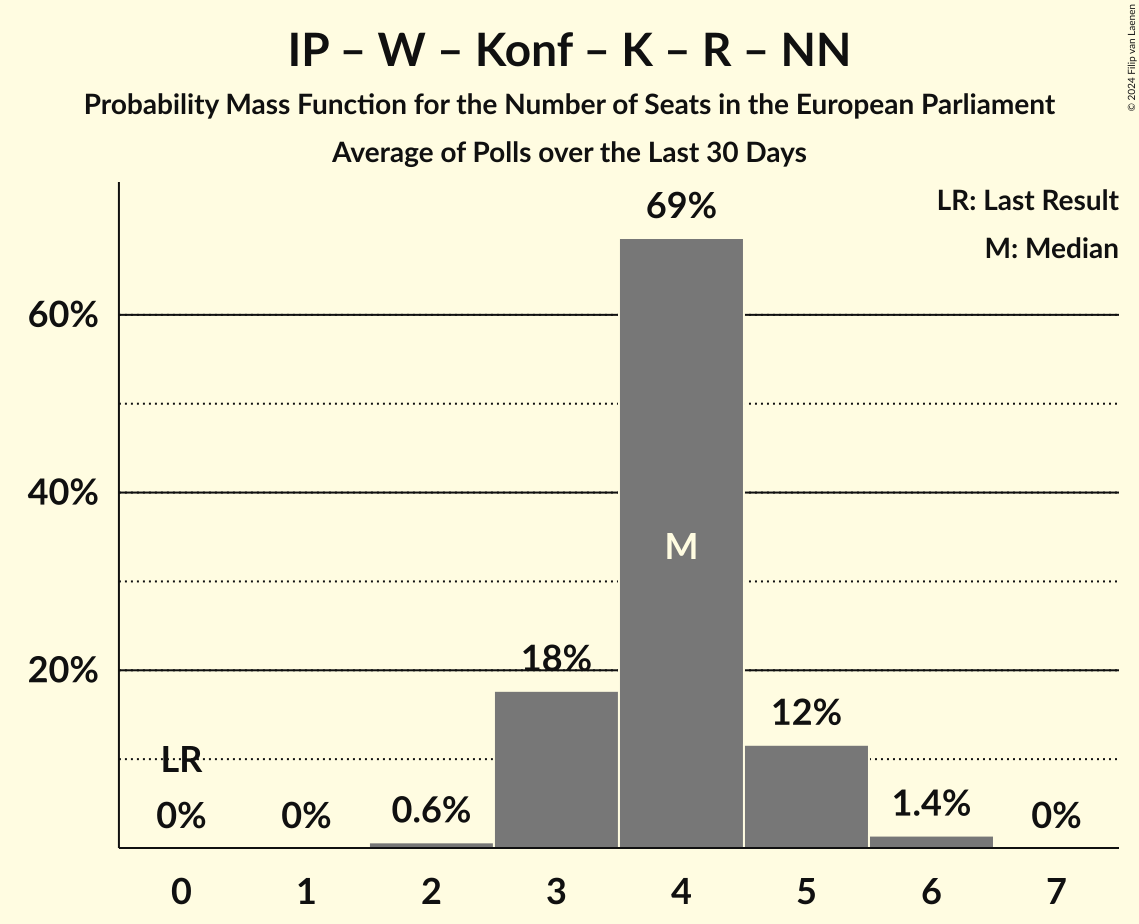 IP – W – Konf – K – R – NN
Probability Mass Function for the Number of Seats in the European Parliament
Average of Polls over the Last 30 Days
© 2024 Filip van Laenen
LR: Last Result
M: Median
69%
60%
40%
M
20%
18%
12%
LR
0%
0%
0.6%
1.4%
0%
0 1 2 3 4 5 6 7